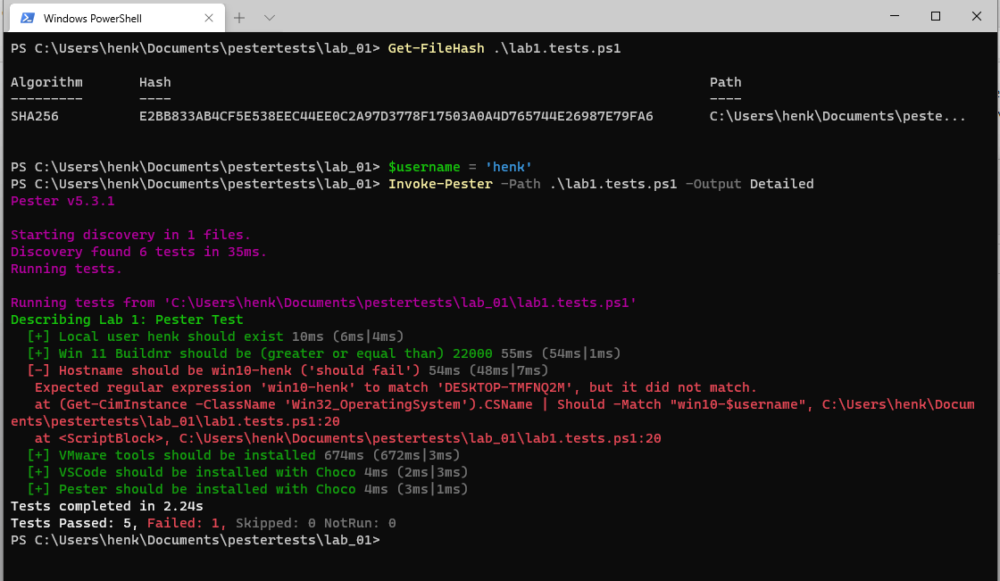 Windows PowerShell
PS C:\Users\henk\Documents\pestertests\lab_01> Get-FileHash .\lab1.tests.ps1
Algorithm Hash Path
--------- ---- ----
SHA256 E2BB833AB4CF5E538EEC44EE0C2A97D3778F17503A0A4D765744E26987E79FA6 C:\Users\henk\Documents\peste...
PS C:\Users\henk\Documents\pestertests\lab_01> $username = 'henk'
PS C:\Users\henk\Documents\pestertests\lab_01> Invoke-Pester -Path .\lab1.tests.ps1 -Output Detailed
Pester v5.3.1
Starting discovery in 1 files.
Discovery found 6 tests in 35ms.
Running tests.
Running tests from 'C:\Users\henk\Documents\pestertests\lab_01\lab1.tests.ps1'
Describing Lab 1: Pester Test
[+] Local user henk should exist 10ms (6ms|4ms)
[+] Win 11 Buildnr should be (greater or equal than) 22000 55ms (54ms|1ms)
[-] Hostname should be win10-henk ('should fail') 54ms (48ms|7ms)
Expected regular expression 'win10-henk' to match 'DESKTOP-TMFNQ2M', but it did not match.
at (Get-CimInstance -ClassName 'Win32_OperatingSystem').CSName | Should -Match "win10-$username", C:\Users\henk\Docum
ents\pestertests\lab_01\lab1.tests.ps1:20
at <ScriptBlock>, C:\Users\henk\Documents\pestertests\lab_01\lab1.tests.ps1:20
[+] VMware tools should be installed 674ms (672ms|3ms)
[+] VSCode should be installed with Choco 4ms (2ms|3ms)
[+] Pester should be installed with Choco 4ms (3ms|1ms)
Tests completed in 2.24s
Tests Passed: 5, Failed: 1, Skipped: 0 NotRun: 0
PS C:\Users\henk\Documents\pestertests\lab_01>